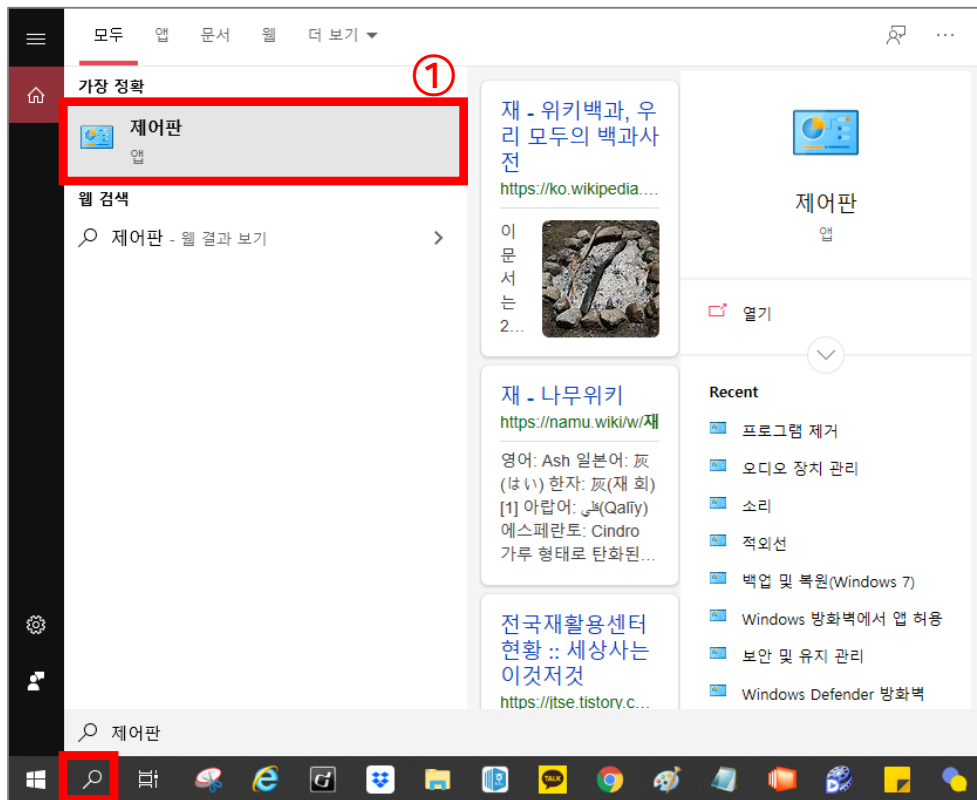 모두 앱 문서 웹 더 보기
가장 정확
①
제어판
앱
웹 검색
제어판 - 웹 결과 보기
재 - 위키백과, 우
리 모두의 백과사
전
https://ko.wikipedia....
이
문
서
는
2...
재 - 나무위키
https://namu.wiki/w/재
영어: Ash 일본어: 灰
(はい) 한자: 灰(재 회)
[1] 아랍어: قلي(Qalīy)
에스페란토: Cindro
가루 형태로 탄화된...
전국재활용센터
현황 :: 세상사는
이것저것
https://jtse.tistory.c...
제어판
앱
열기
Recent
프로그램 제거
오디오 장치 관리
소리
적외선
백업 및 복원(Windows 7)
Windows 방화벽에서 앱 허용
보안 및 유지 관리
Windows Defender 방화벽
제어판
TALK